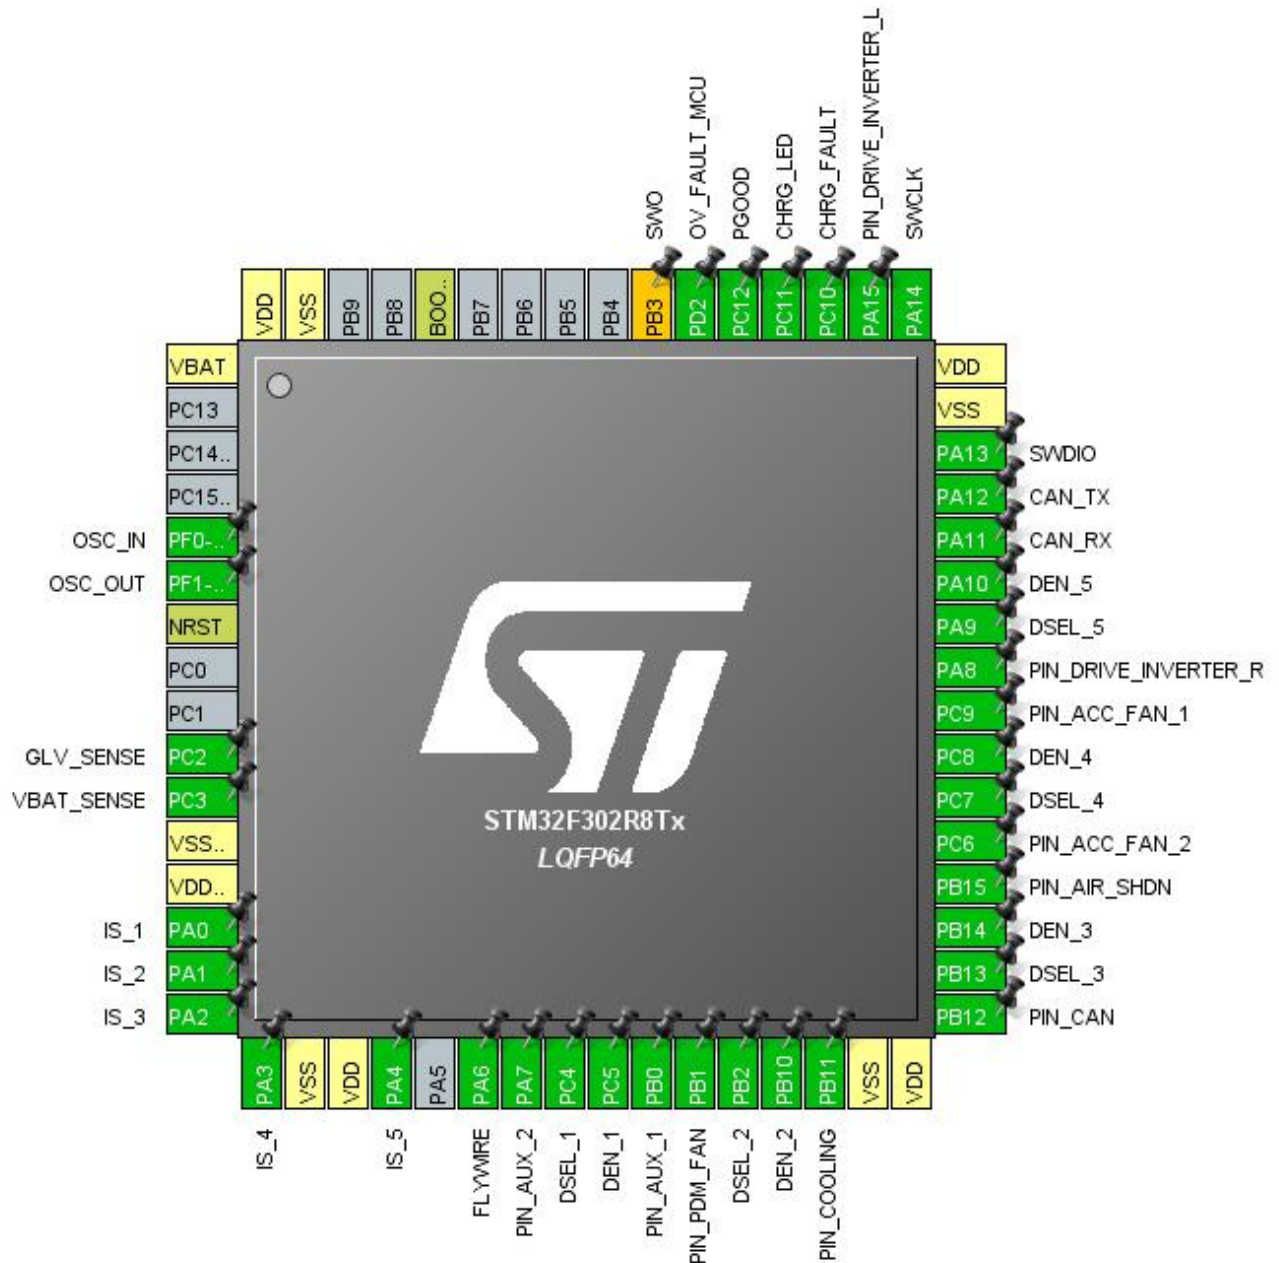 SWO
OV_FAULT_MCU
PGOOD
CHRG_LED
CHRG_FAULT
PIN_DRIVE_INVERTER_L
SWCLK
VDD
VSS
PB9
PB8
BOO..
PB7
PB6
PB5
PB4
PB3
PD2
PC12
PC11
PC10
PA15
PA14
VBAT
PC13
PC14..
PC15..
OSC_IN PF0-..
OSC_OUT PF1-..
NRST
PC0
PC1
GLV_SENSE PC2
VBAT_SENSE PC3
VSS..
VDD..
IS_1 PA0
IS_2 PA1
IS_3 PA2
STM32F302R8Tx
LQFP64
VDD
VSS
PA13 SWDIO
PA12 CAN_TX
PA11 CAN_RX
PA10 DEN_5
PA9 DSEL_5
PA8 PIN_DRIVE_INVERTER_R
PC9 PIN_ACC_FAN_1
PC8 DEN_4
PC7 DSEL_4
PC6 PIN_ACC_FAN_2
PB15 PIN_AIR_SHDN
PB14 DEN_3
PB13 DSEL_3
PB12 PIN_CAN
PA3
VSS
VDD
PA4
PA5
PA6
PA7
PC4
PC5
PB0
PB1
PB2
PB10
PB11
VSS
VDD
IS_4
IS_5
FLYWIRE
PIN_AUX_2
DSEL_1
DEN_1
PIN_AUX_1
PIN_PDM_FAN
DSEL_2
DEN_2
PIN_COOLING